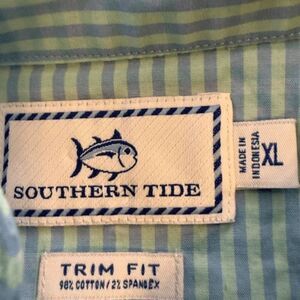 SOUTHERN TIDE
MADE IN
INDONESIA
XL
TRIM FIT
98% COTTON/2% SPANDEX